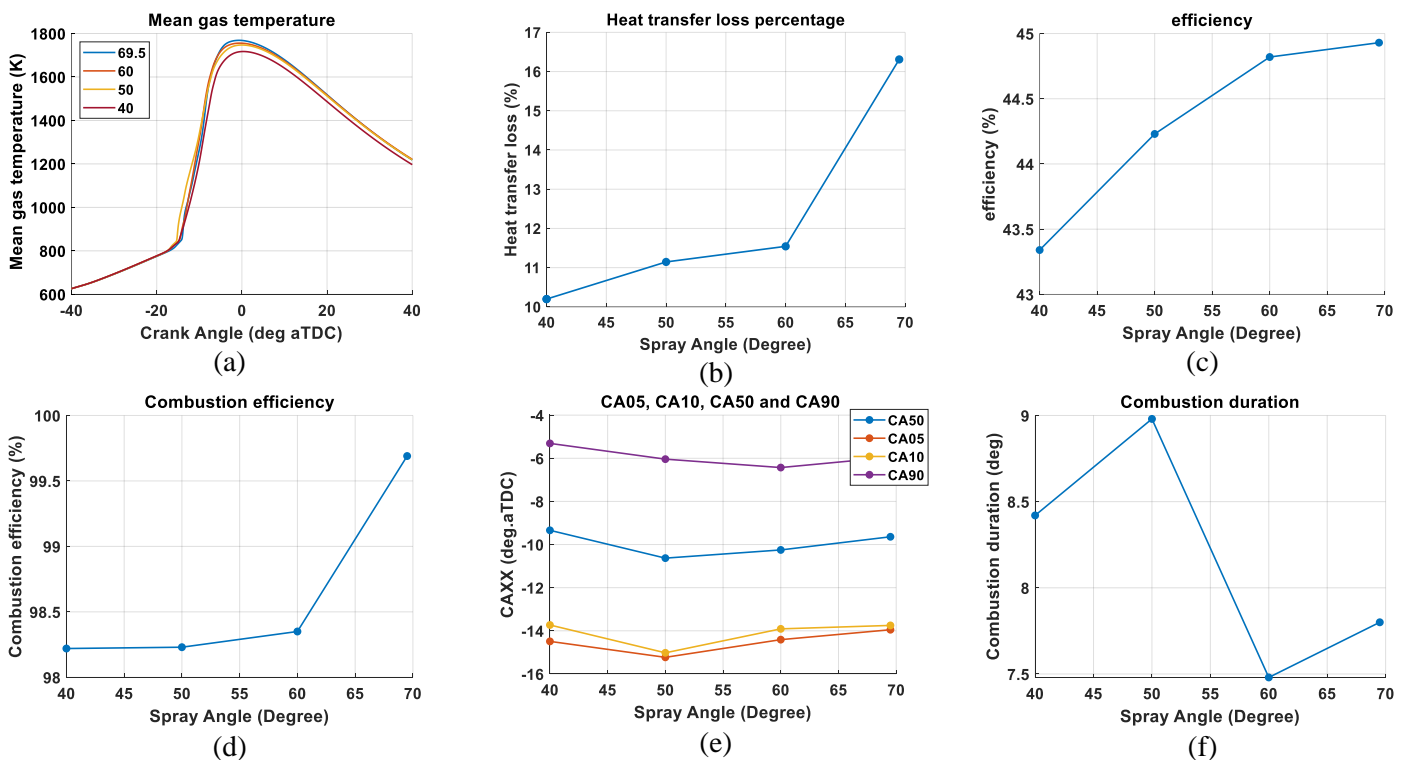 Mean gas temperature
1800
1600
1400
1200
1000
800
600
-40
-20
0
20
40
69.5
60
50
40
Mean gas temperature (K)
Crank Angle (deg aTDC)
(a)
Heat transfer loss percentage
17
16
15
14
13
12
11
10
40
45
50
55
60
65
70
Heat transfer loss (%)
Spray Angle (Degree)
(b)
efficiency
45
44.5
44
43.5
43
40
45
50
55
60
65
70
efficiency (%)
Spray Angle (Degree)
(c)
Combustion efficiency
100
99.5
99
98.5
98
40
45
50
55
60
65
70
Combustion efficiency (%)
Spray Angle (Degree)
(d)
CA05, CA10, CA50 and CA90
-4
-6
-8
-10
-12
-14
-16
40
45
50
55
60
65
70
CA50
CA05
CA10
CA90
CAXX (deg.aTDC)
Spray Angle (Degree)
(e)
Combustion duration
9
8.5
8
7.5
40
45
50
55
60
65
70
Combustion duration (deg)
Spray Angle (Degree)
(f)